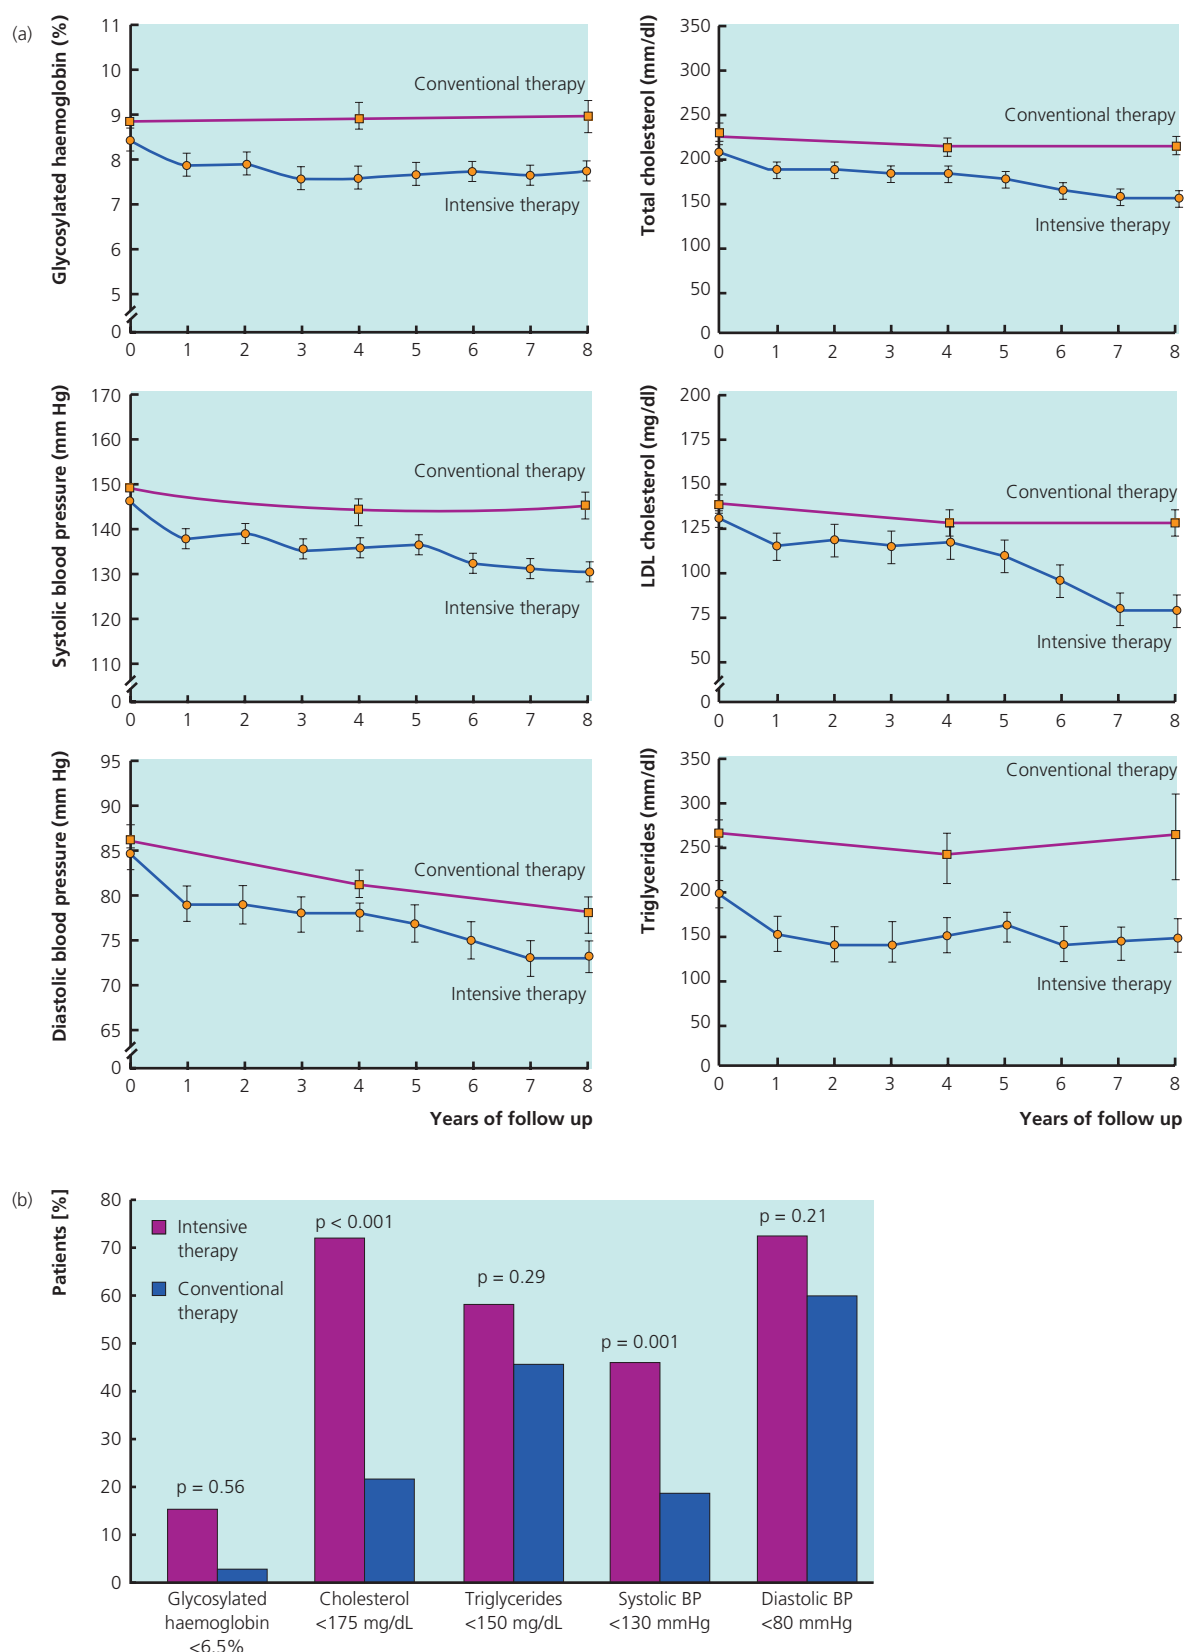 (a)
Glycosylated haemoglobin (%)
11
10
9
8
7
6
5
0
Conventional therapy
Intensive therapy
0 1 2 3 4 5 6 7 8
Total cholesterol (mm/dl)
350
300
250
200
150
100
50
0
Conventional therapy
Intensive therapy
0 1 2 3 4 5 6 7 8
Systolic blood pressure (mm Hg)
170
160
150
140
130
120
110
0
Conventional therapy
Intensive therapy
0 1 2 3 4 5 6 7 8
LDL cholesterol (mg/dl)
200
175
150
125
100
75
50
0
Conventional therapy
Intensive therapy
0 1 2 3 4 5 6 7 8
Diastolic blood pressure (mm Hg)
95
90
85
80
75
70
65
0
Conventional therapy
Intensive therapy
0 1 2 3 4 5 6 7 8
Years of follow up
Triglycerides (mm/dl)
350
300
250
200
150
100
50
0
Conventional therapy
Intensive therapy
0 1 2 3 4 5 6 7 8
Years of follow up
(b)
Patients [%]
80
70
60
50
40
30
20
10
0
Intensive
therapy
Conventional
therapy
p = 0.56
p < 0.001
p = 0.29
p = 0.001
p = 0.21
Glycosylated
haemoglobin
<6.5%
Cholesterol
<175 mg/dL
Triglycerides
<150 mg/dL
Systolic BP
<130 mmHg
Diastolic BP
<80 mmHg